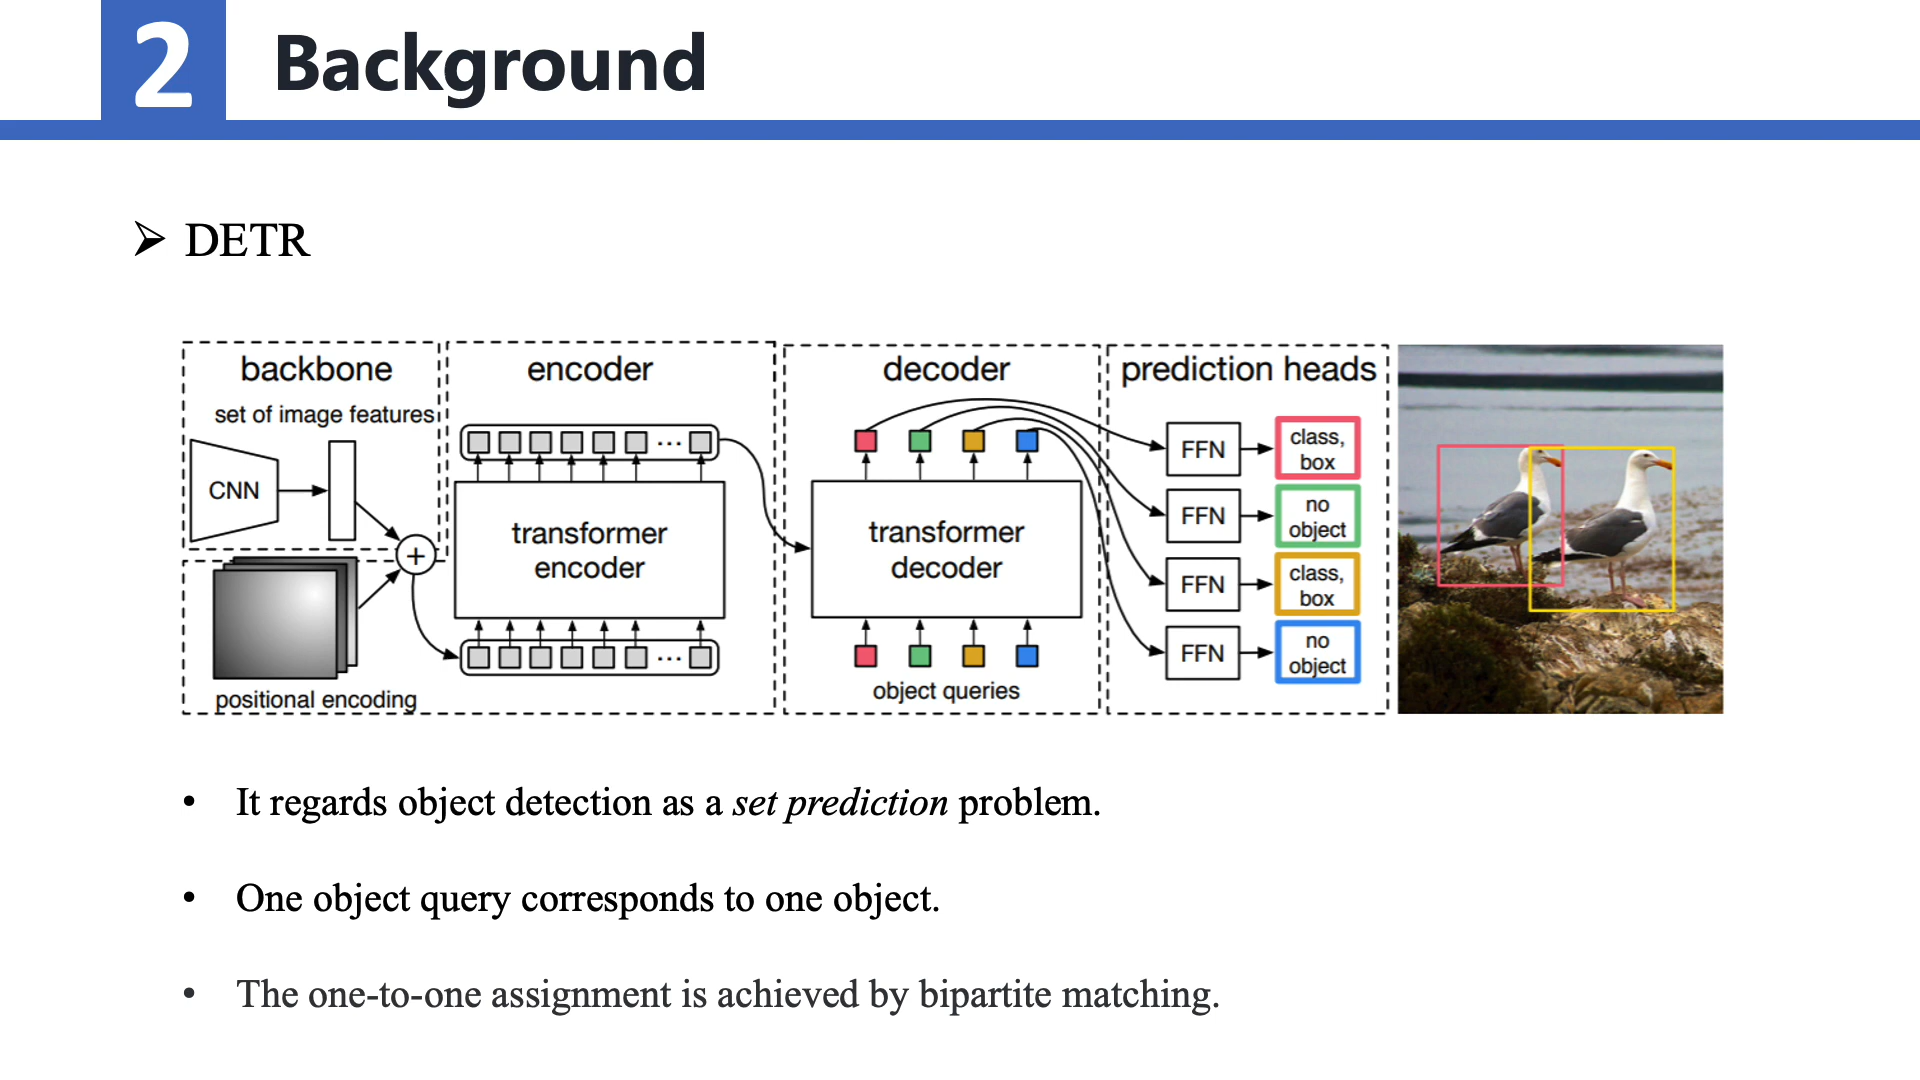 2
Background
➢ DETR
backbone
set of image features
CNN
+
positional encoding
encoder
...
transformer
encoder
...
decoder
transformer
decoder
object queries
prediction heads
FFN
class,
box
FFN
no
object
FFN
class,
box
FFN
no
object
• It regards object detection as a set prediction problem.
• One object query corresponds to one object.
• The one-to-one assignment is achieved by bipartite matching.